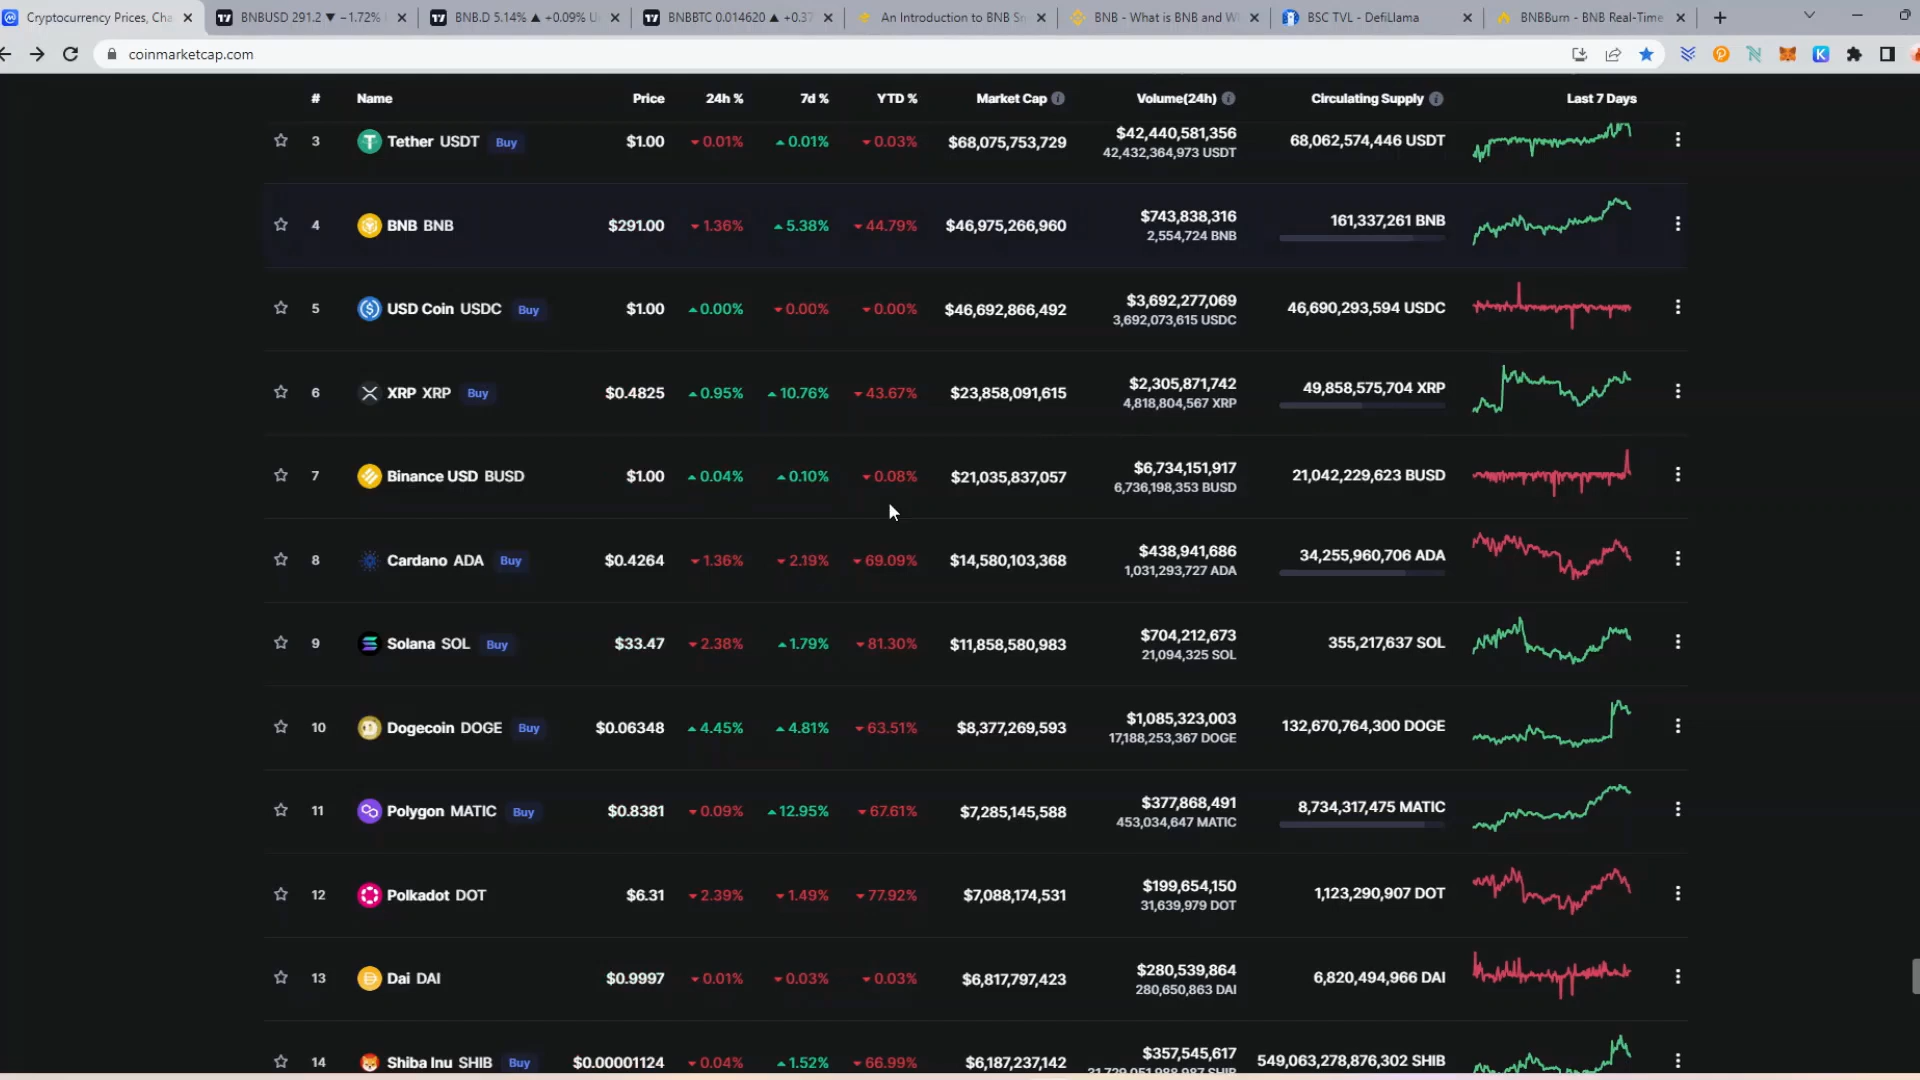 Cryptocurrency Prices, Cha
BNBUSD 291.2 ▼ −1.72%
BNB.D 5.14% ▲ +0.09% U
BNBBTC 0.014620 ▲ +0.37
An Introduction to BNB Sm
BNB - What is BNB and W
BSC TVL - DefiLlama
BNBBurn - BNB Real-Time
coinmarketcap.com
# Name Price 24h % 7d % YTD % Market Cap Volume(24h) Circulating Supply Last 7 Days
3 Tether USDT Buy $1.00 0.01% 0.01% 0.03% $68,075,753,729 $42,440,581,356 68,062,574,446 USDT
42,432,364,973 USDT
4 BNB BNB $291.00 1.36% 5.38% 44.79% $46,975,266,960 $743,838,316 161,337,261 BNB
2,554,724 BNB
5 USD Coin USDC Buy $1.00 0.00% 0.00% 0.00% $46,692,866,492 $3,692,277,069 46,690,293,594 USDC
3,692,073,615 USDC
6 XRP XRP Buy $0.4825 0.95% 10.76% 43.67% $23,858,091,615 $2,305,871,742 49,858,575,704 XRP
4,818,804,567 XRP
7 Binance USD BUSD $1.00 0.04% 0.10% 0.08% $21,035,837,057 $6,734,151,917 21,042,229,623 BUSD
6,736,198,353 BUSD
8 Cardano ADA Buy $0.4264 1.36% 2.19% 69.09% $14,580,103,368 $438,941,686 34,255,960,706 ADA
1,031,293,727 ADA
9 Solana SOL Buy $33.47 2.38% 1.79% 81.30% $11,858,580,983 $704,212,673 355,217,637 SOL
21,094,325 SOL
10 Dogecoin DOGE Buy $0.06348 4.45% 4.81% 63.51% $8,377,269,593 $1,085,323,003 132,670,764,300 DOGE
17,188,253,367 DOGE
11 Polygon MATIC Buy $0.8381 0.09% 12.95% 67.61% $7,285,145,588 $377,868,491 8,734,317,475 MATIC
453,034,647 MATIC
12 Polkadot DOT $6.31 2.39% 1.49% 77.92% $7,088,174,531 $199,654,150 1,123,290,907 DOT
31,639,979 DOT
13 Dai DAI $0.9997 0.01% 0.03% 0.03% $6,817,797,423 $280,539,864 6,820,494,966 DAI
280,650,863 DAI
14 Shiba Inu SHIB Buy $0.00001124 0.04% 1.52% 66.99% $6,187,237,142 $357,545,617 549,063,278,876,302 SHIB